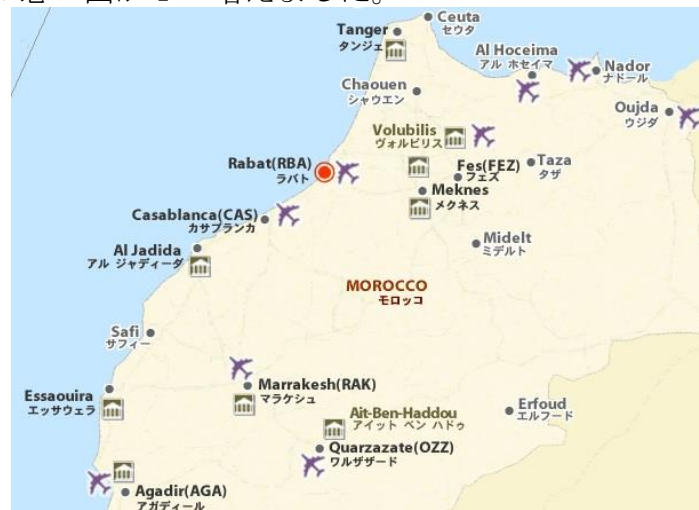 Ceuta
セウタ
Tanger
タンジェ
Al Hoceima
アル ホセイマ
Nador
ナドール
Chaouen
シャウエン
Oujda
ウジダ
Volubilis
ヴォルビリス
Rabat(RBA)
ラバト
Fes(FEZ)
フェズ
Taza
タザ
Meknes
メクネス
Casablanca(CAS)
カサブランカ
Al Jadida
アル ジャディーダ
Midelt
ミデルト
MOROCCO
モロッコ
Safi
サフィー
Marrakesh(RAK)
マラケシュ
Essaouira
エッサウェラ
Ait-Ben-Haddou
アイット ベン ハドゥ
Erfoud
エルフード
Quarzazate(OZZ)
ワルザザード
Agadir(AGA)
アガディール